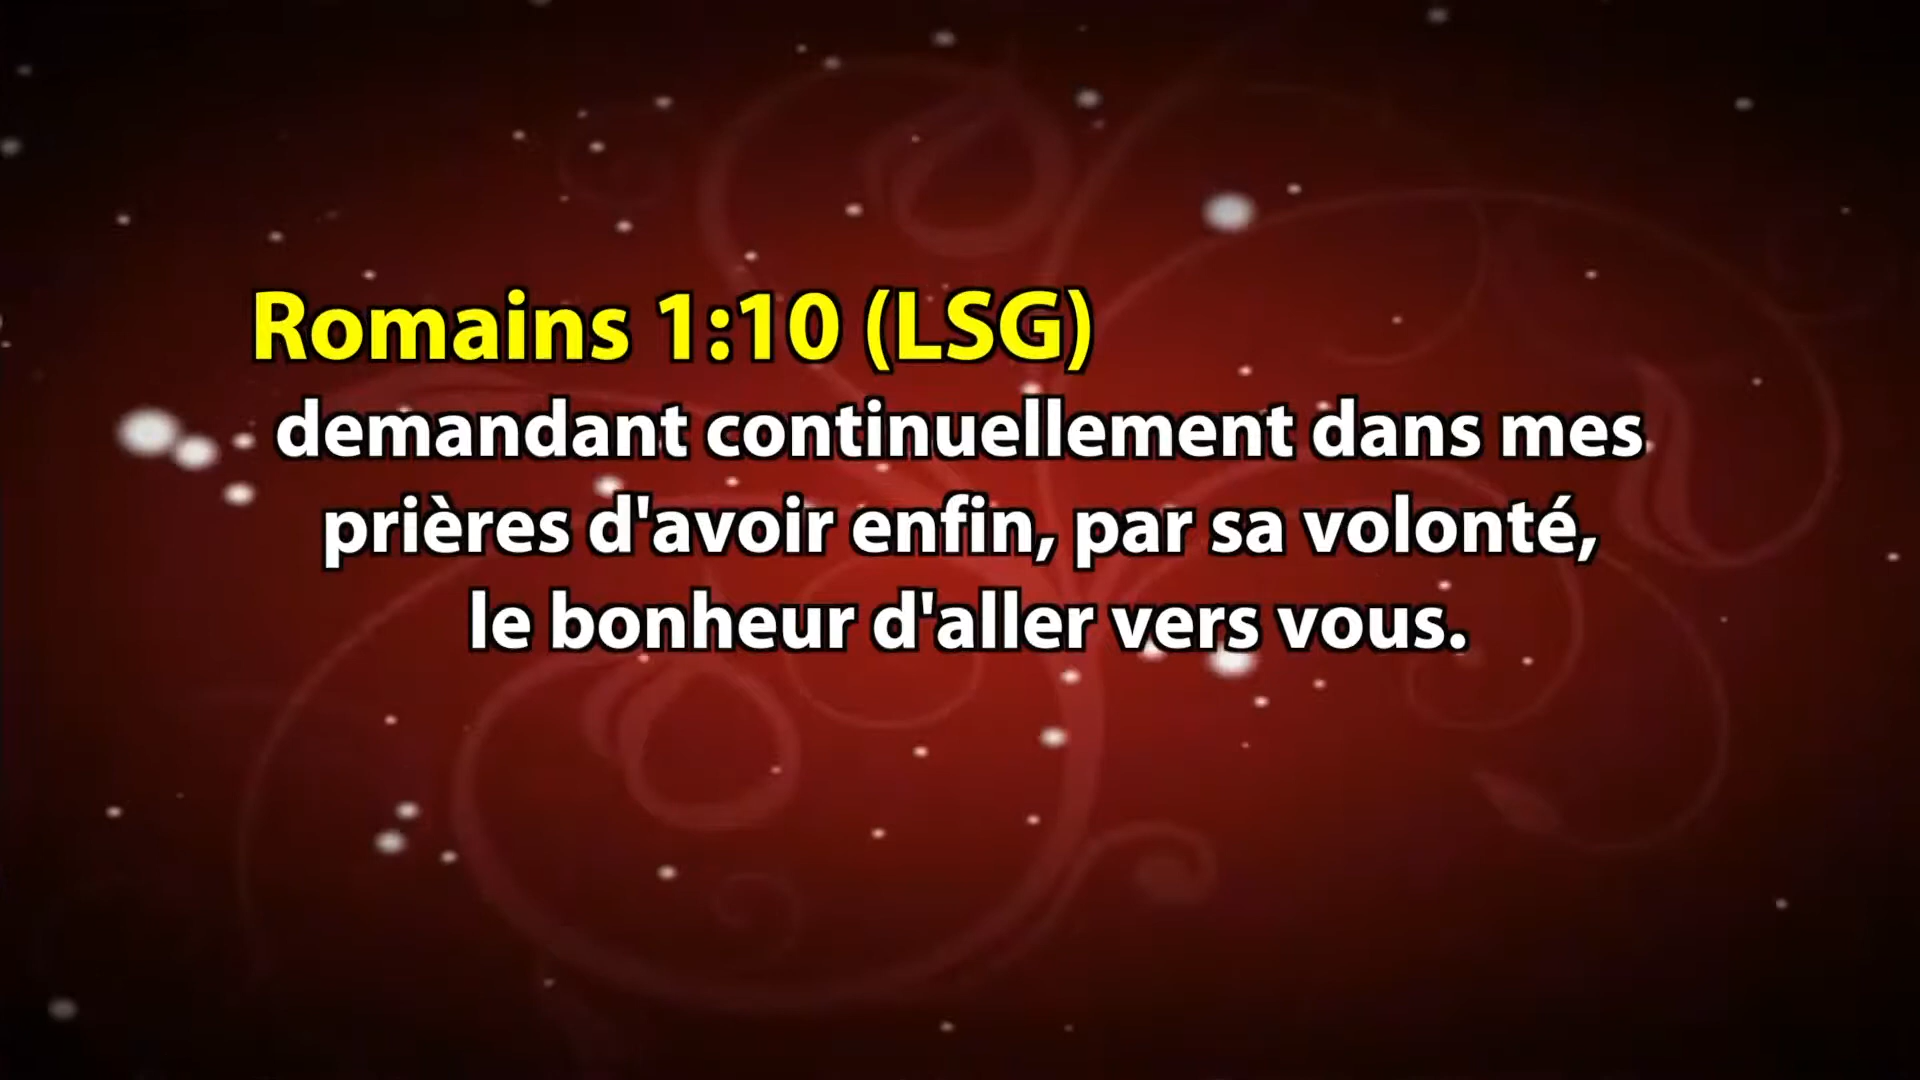 Romains 1:10 (LSG)
demandant continuellement dans mes
prières d'avoir enfin, par sa volonté,
le bonheur d'aller vers vous.